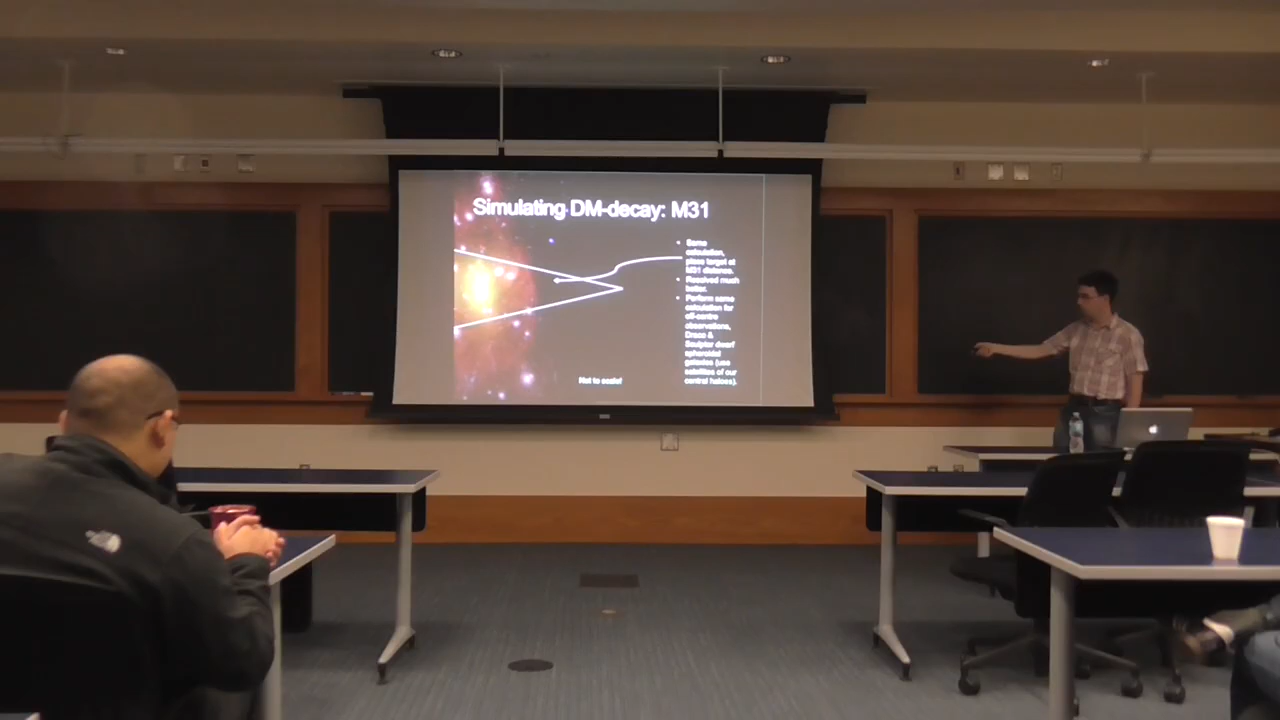 Simulating DM-decay: M31
• Same
calculation,
place target at
M31 distance.
• Resolved much
better.
• Perform same
calculation for
off-centre
observations,
Draco &
Sculptor dwarf
spheroidal
galaxies (use
satellites of our
central haloes).
Not to scale!